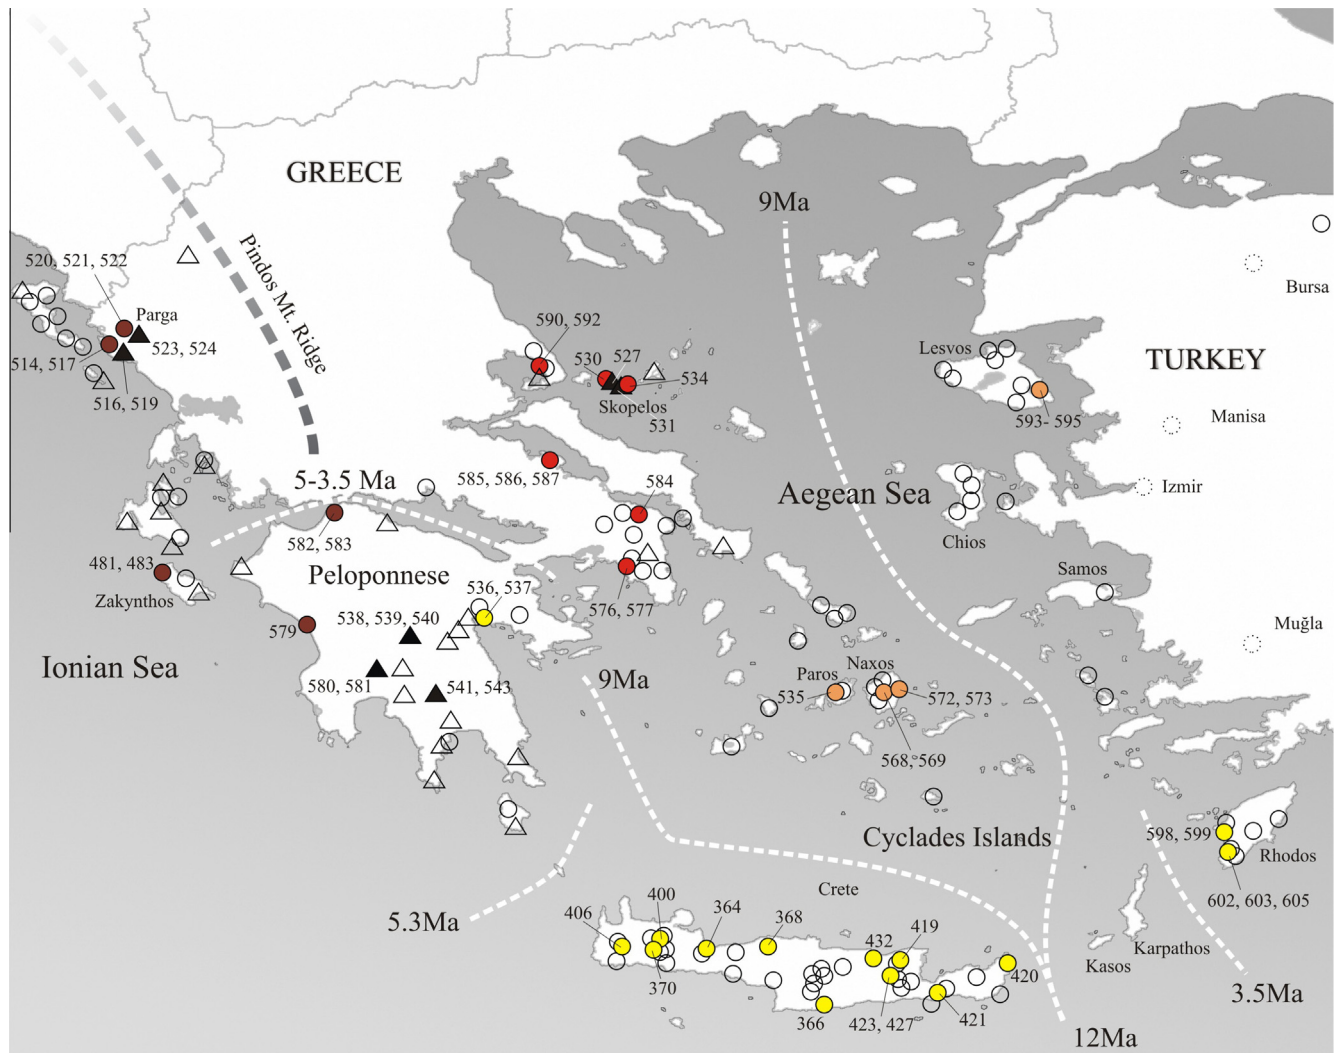 GREECE
9Ma
Pindos Mt. Ridge
520, 521, 522
Parga
523, 524
514, 517
516, 519
Bursa
590, 592
530
527
534
Skopelos
531
Lesvos
TURKEY
593- 595
Manisa
5-3.5 Ma
585, 586, 587
584
Aegean Sea
Izmir
Chios
582, 583
481, 483
Zakynthos
Peloponnese
536, 537
576, 577
Samos
579
538, 539, 540
Muğla
Ionian Sea
580, 581
541, 543
9Ma
Paros
Naxos
535
572, 573
568, 569
Cyclades Islands
598, 599
Rhodos
602, 603, 605
5.3Ma
Crete
406
400
364
368
432
419
Karpathos
Kasos
370
420
366
423, 427
421
3.5Ma
12Ma